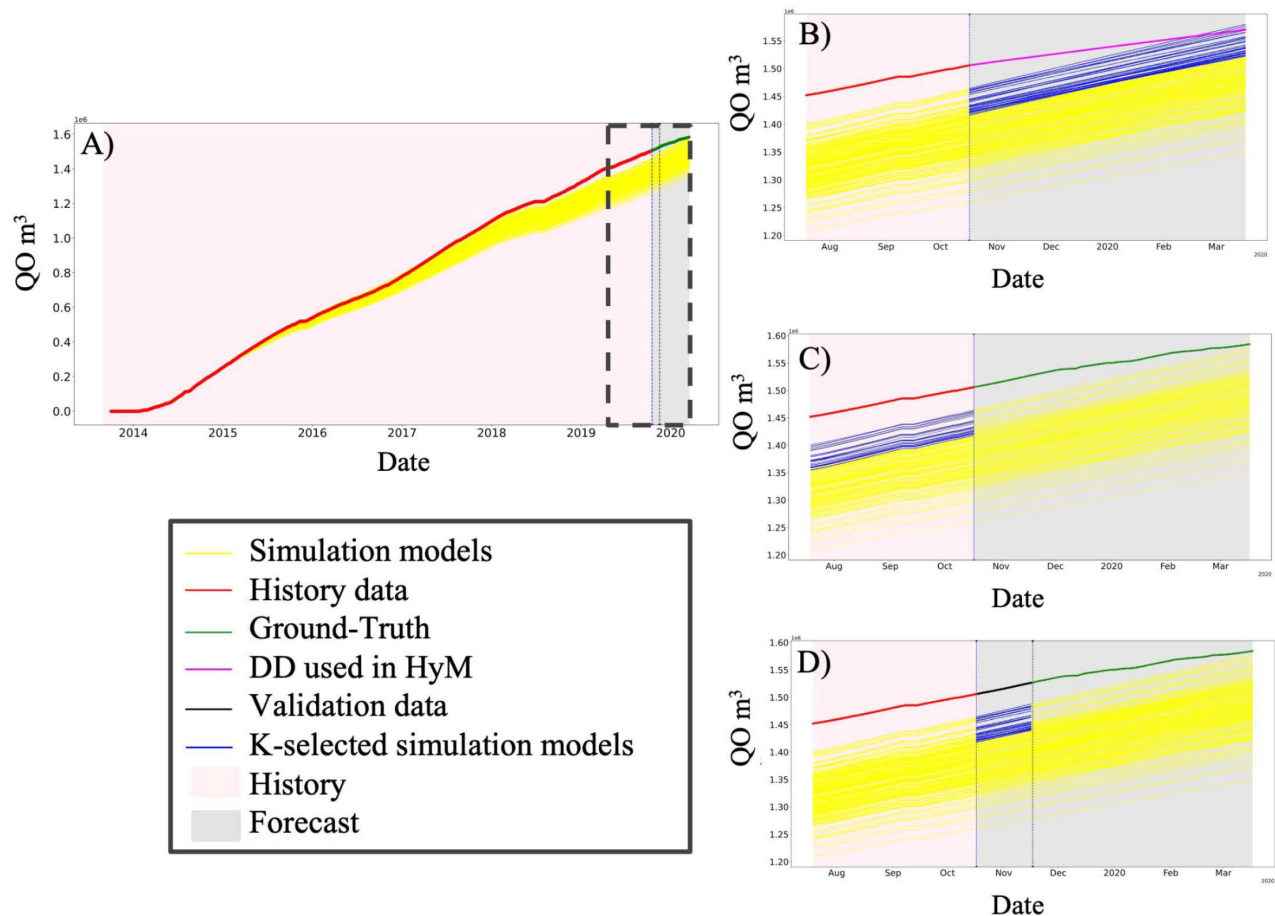 A)
1e6
1.6
1.4
1.2
1.0
0.8
0.6
0.4
0.2
0.0
QO m³
2014 2015 2016 2017 2018 2019 2020
Date
Simulation models
History data
Ground-Truth
DD used in HyM
Validation data
K-selected simulation models
History
Forecast
B)
1e6
1.55
1.50
1.45
1.40
1.35
1.30
1.25
1.20
QO m³
Aug Sep Oct Nov Dec 2020 Feb Mar
2020
Date
C)
1e6
1.60
1.55
1.50
1.45
1.40
1.35
1.30
1.25
1.20
QO m³
Aug Sep Oct Nov Dec 2020 Feb Mar
2020
Date
D)
1e6
1.60
1.55
1.50
1.45
1.40
1.35
1.30
1.25
1.20
QO m³
Aug Sep Oct Nov Dec 2020 Feb Mar
2020
Date